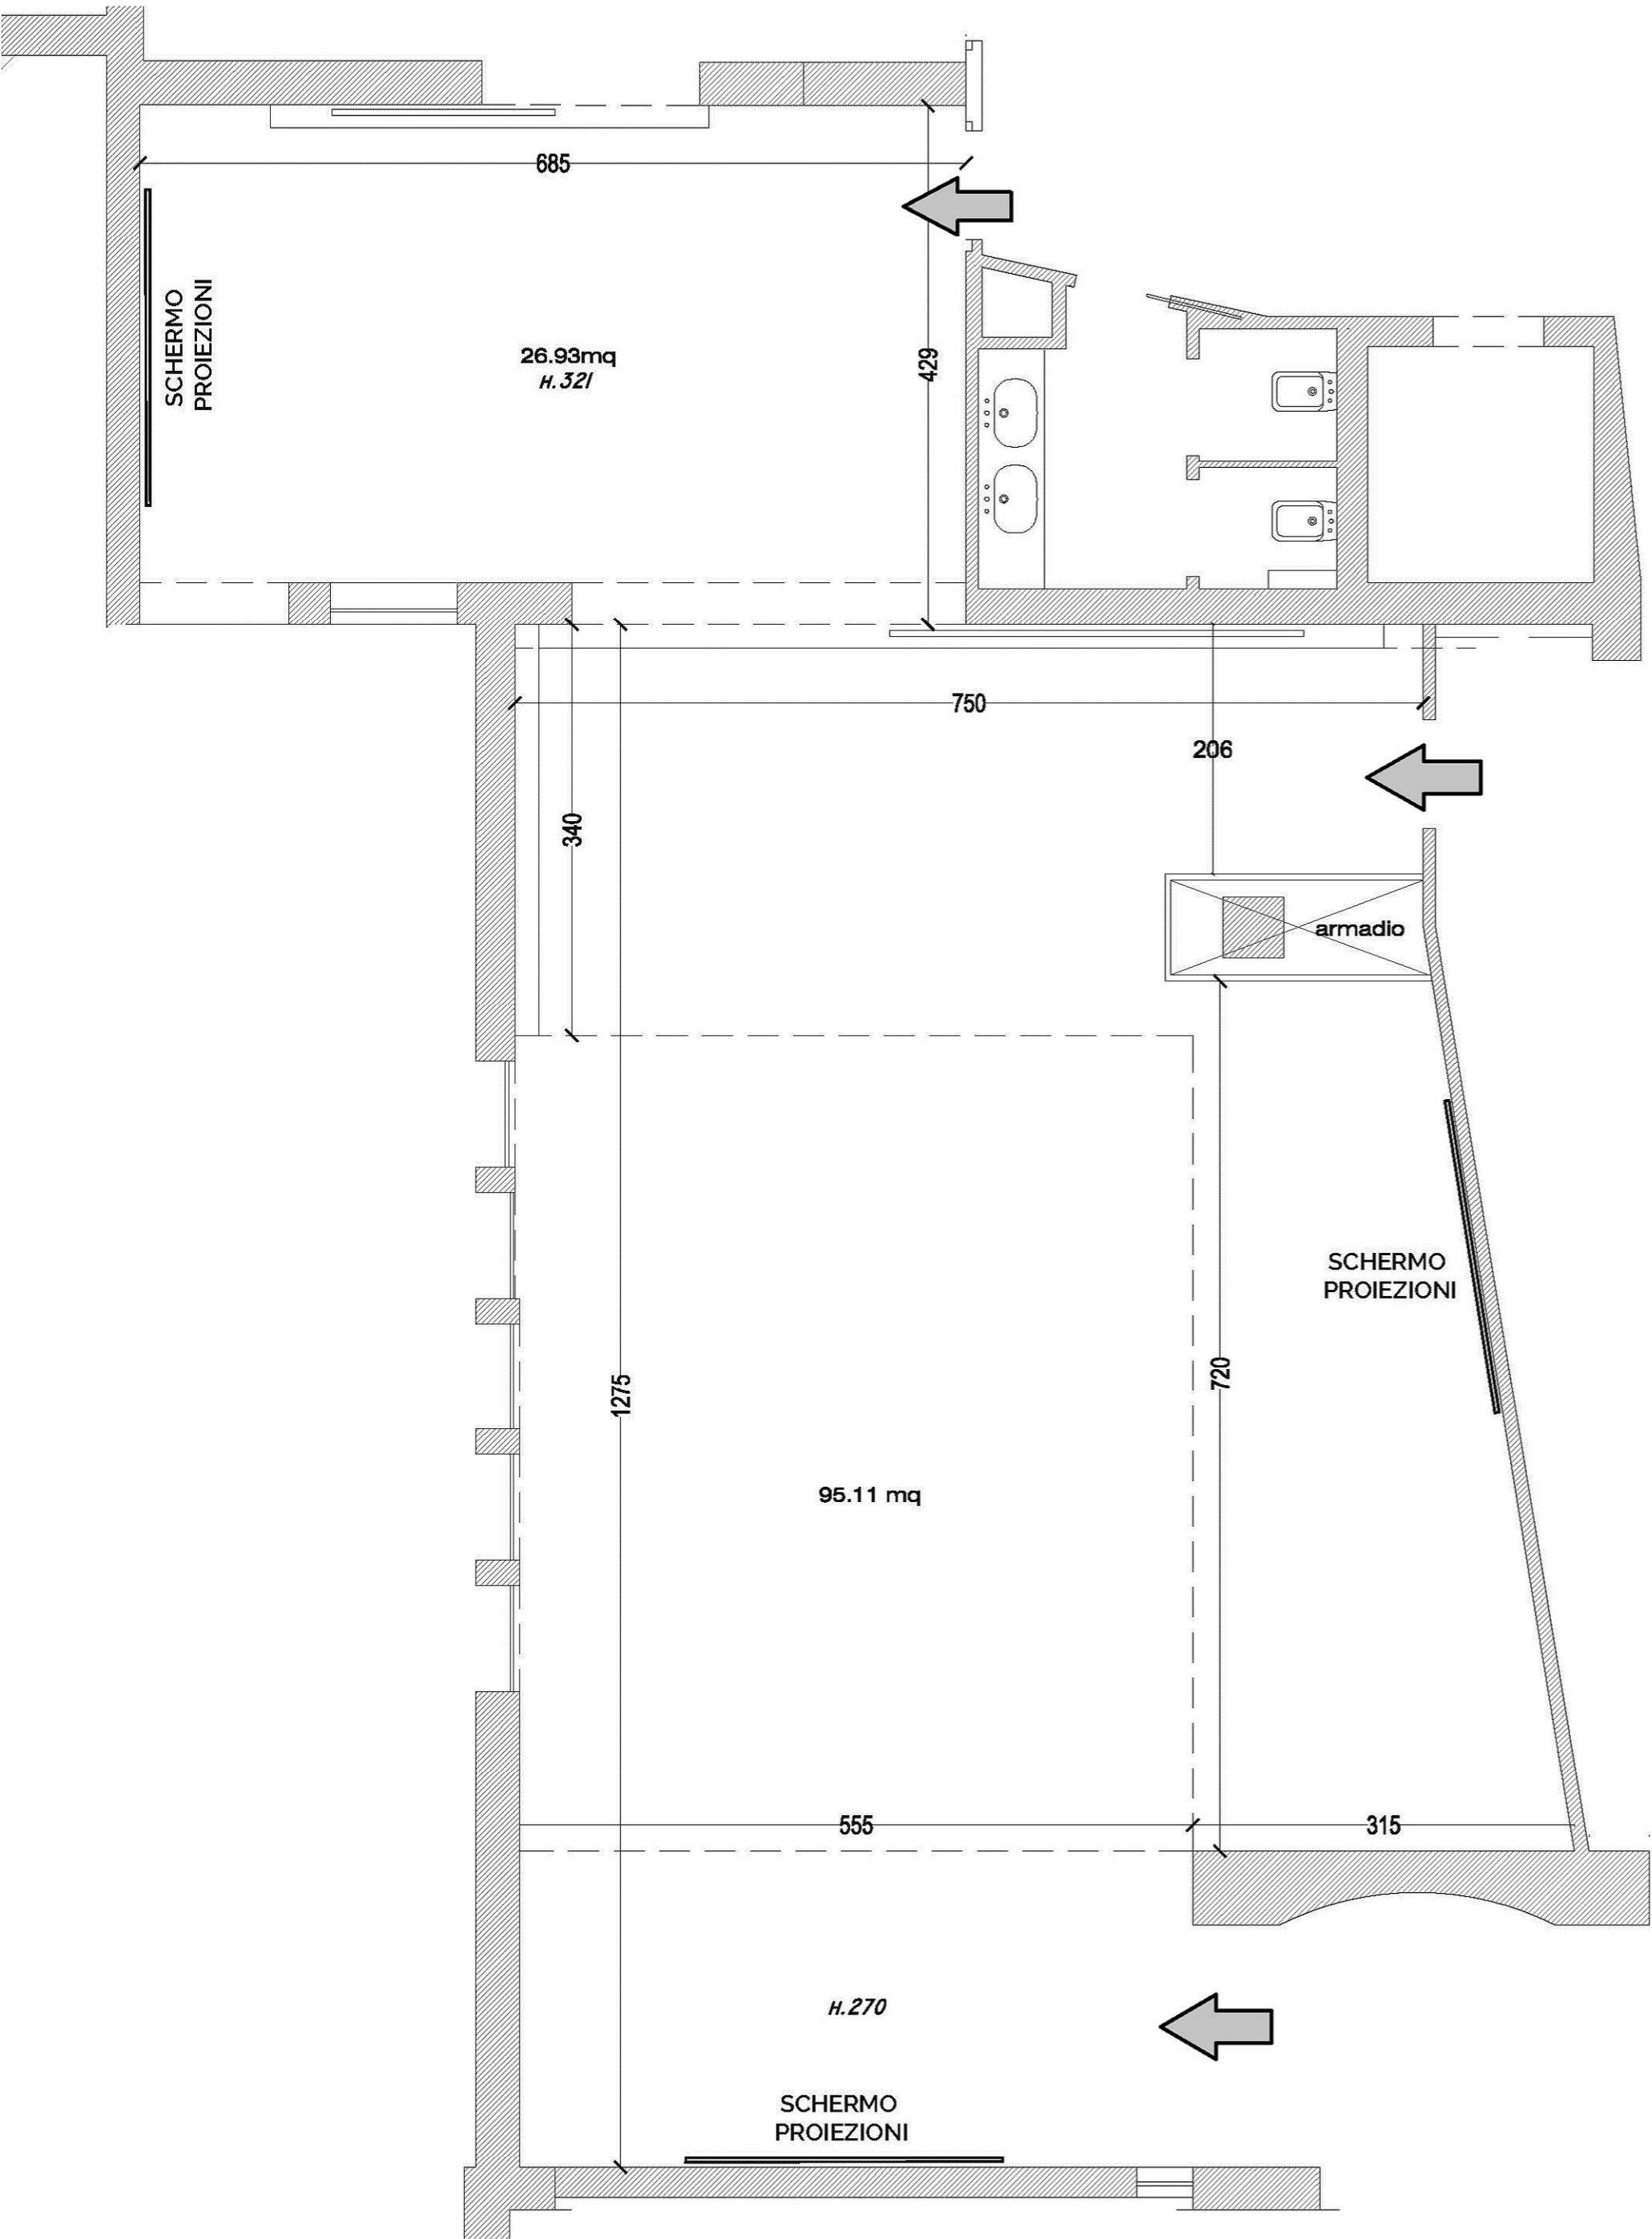 685
SCHERMO
PROIEZIONI
26.93mq
H.321
429
750
206
340
armadio
SCHERMO
PROIEZIONI
720
1275
95.11 mq
555
315
H.270
SCHERMO
PROIEZIONI